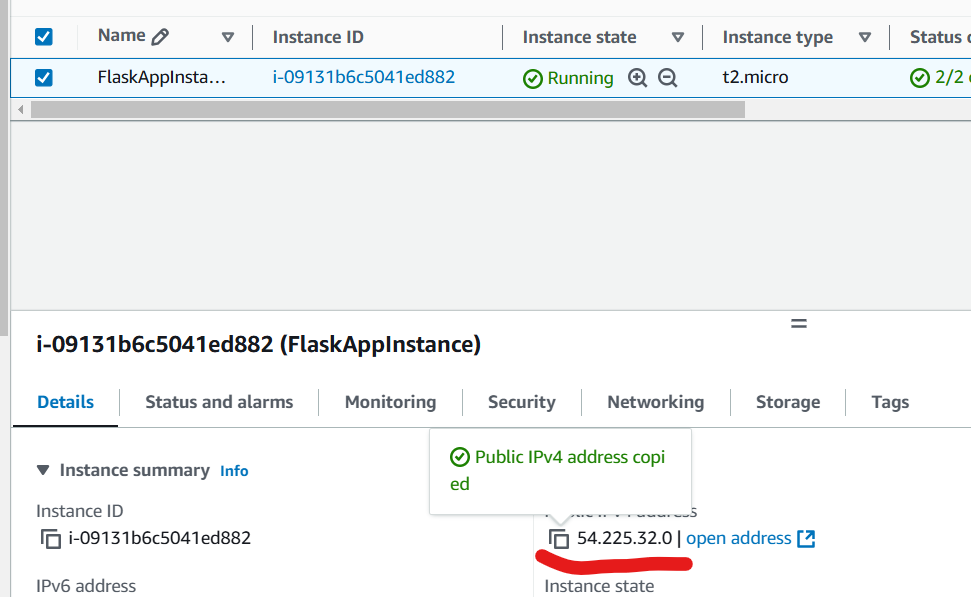 Name Instance ID Instance state Instance type Status
FlaskAppInsta... i-09131b6c5041ed882 Running t2.micro 2/2
i-09131b6c5041ed882 (FlaskAppInstance)
Details Status and alarms Monitoring Security Networking Storage Tags
Public IPv4 address copi
ed
Instance summary Info
Instance ID
i-09131b6c5041ed882
54.225.32.0 | open address
IPv6 address Instance state